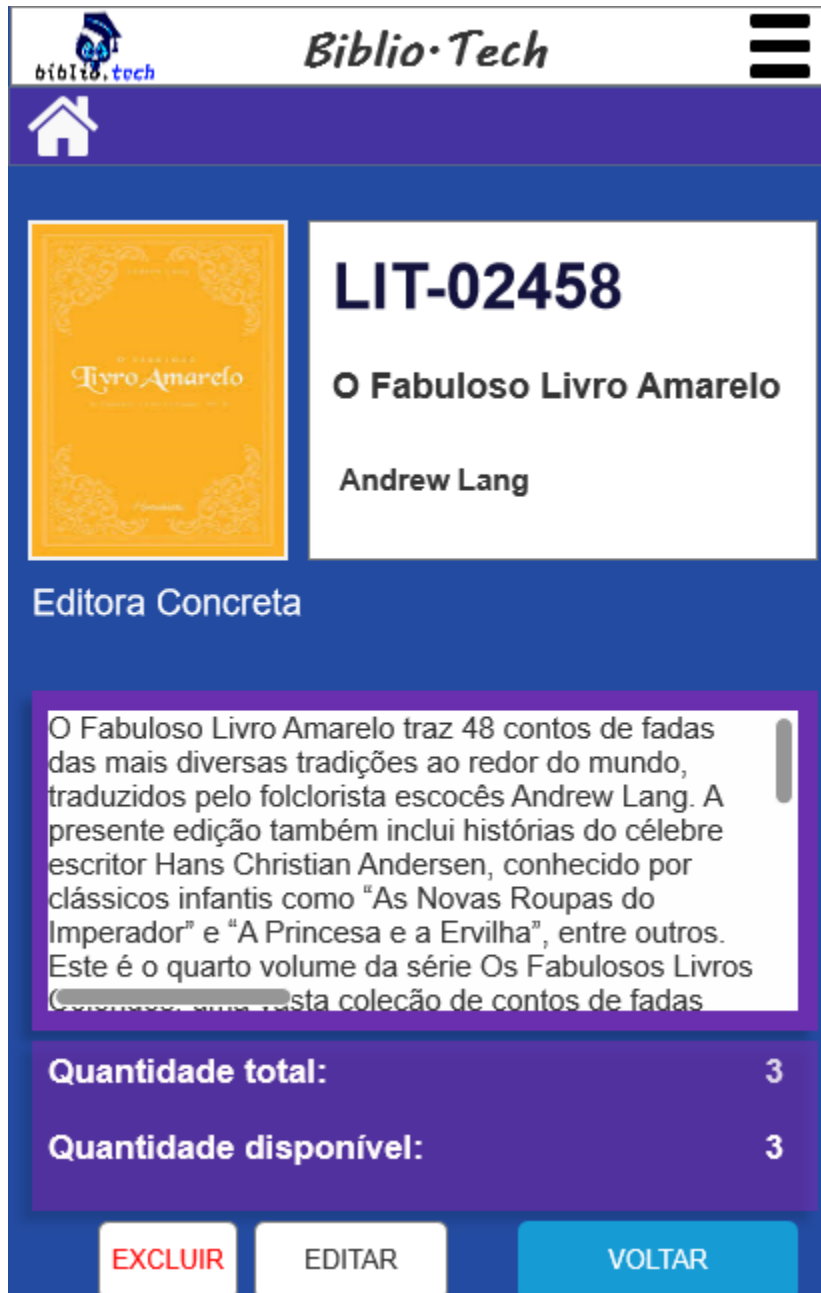 biblio.tech
Biblio·Tech
Livro Amarelo
LIT-02458
O Fabuloso Livro Amarelo
Andrew Lang
Editora Concreta
O Fabuloso Livro Amarelo traz 48 contos de fadas
das mais diversas tradições ao redor do mundo,
traduzidos pelo folclorista escocês Andrew Lang. A
presente edição também inclui histórias do célebre
escritor Hans Christian Andersen, conhecido por
clássicos infantis como “As Novas Roupas do
Imperador” e “A Princesa e a Ervilha”, entre outros.
Este é o quarto volume da série Os Fabulosos Livros
vasta coleção de contos de fadas
Quantidade total: 3
Quantidade disponível: 3
EXCLUIR EDITAR VOLTAR